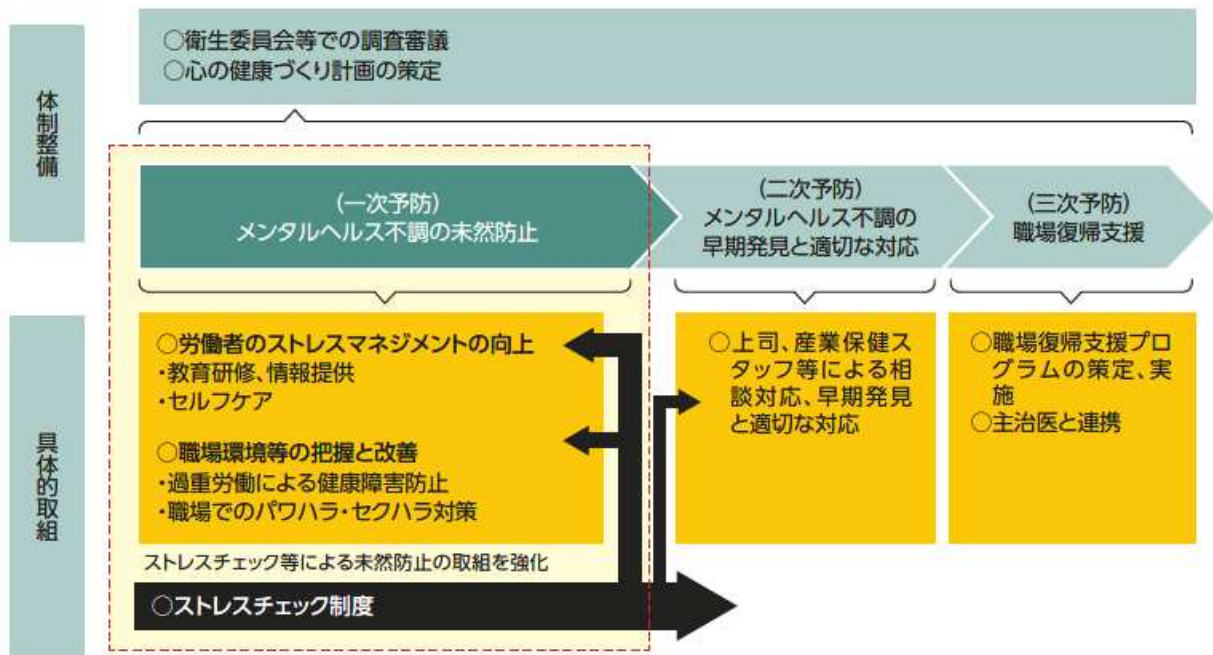 体制整備
○衛生委員会等での調査審議
○心の健康づくり計画の策定
(一次予防)
メンタルヘルス不調の未然防止
(二次予防)
メンタルヘルス不調の
早期発見と適切な対応
(三次予防)
職場復帰支援
具体的取組
○労働者のストレスマネジメントの向上
・教育研修、情報提供
・セルフケア
○職場環境等の把握と改善
・過重労働による健康障害防止
・職場でのパワハラ・セクハラ対策
○上司、産業保健
スタッフ等による相
談対応、早期発見
と適切な対応
○職場復帰支援プロ
グラムの策定、実
施
○主治医と連携
ストレスチェック等による未然防止の取組を強化
○ストレスチェック制度